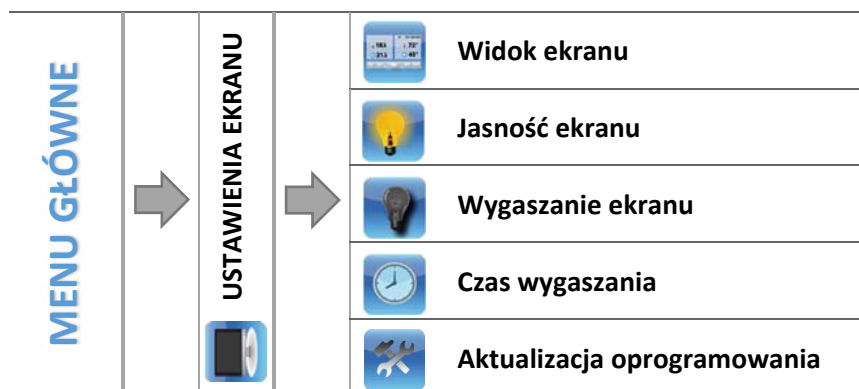 MENU GŁÓWNE
USTAWIENIA EKRANU
Widok ekranu
Jasność ekranu
Wygaszanie ekranu
Czas wygaszania
Aktualizacja oprogramowania